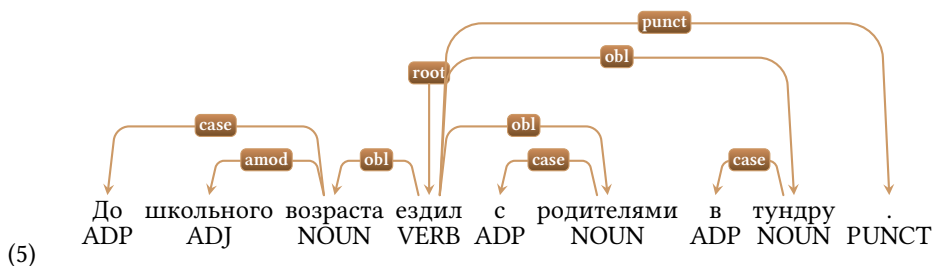 punct
obl
root
case obl
amod obl case case
До школьного возраста ездил с родителями в тундру .
ADP ADJ NOUN VERB ADP NOUN ADP NOUN PUNCT
(5)